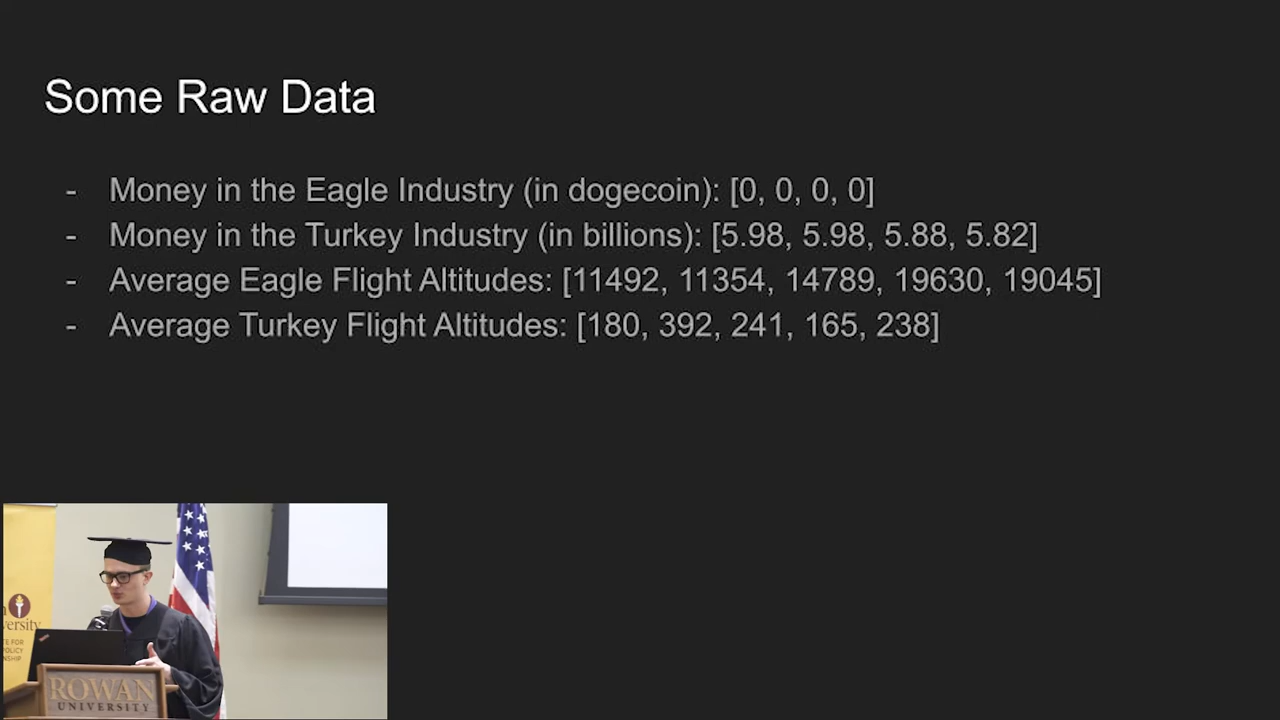 Some Raw Data
- Money in the Eagle Industry (in dogecoin): [0, 0, 0, 0]
- Money in the Turkey Industry (in billions): [5.98, 5.98, 5.88, 5.82]
- Average Eagle Flight Altitudes: [11492, 11354, 14789, 19630, 19045]
- Average Turkey Flight Altitudes: [180, 392, 241, 165, 238]
ROWAN
UNIVERSITY